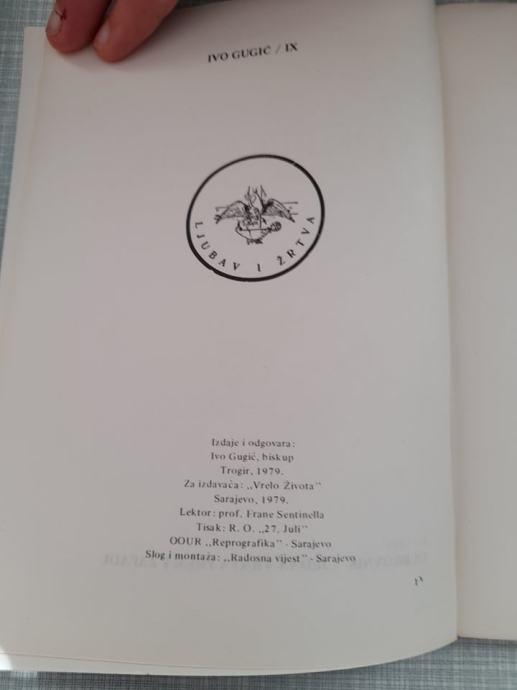 IVO GUGIĆ / IX
LJUBAV I ŽRTVA
Izdaje i odgovara:
Ivo Gugić, biskup
Trogir, 1979.
Za izdavača: ,,Vrelo Života"
Sarajevo, 1979.
Lektor: prof. Frane Sentinella
Tisak: R. O. ,,27. Juli"
OOUR ,,Reprografika" - Sarajevo
Slog i montaža: ,,Radosna vijest" - Sarajevo